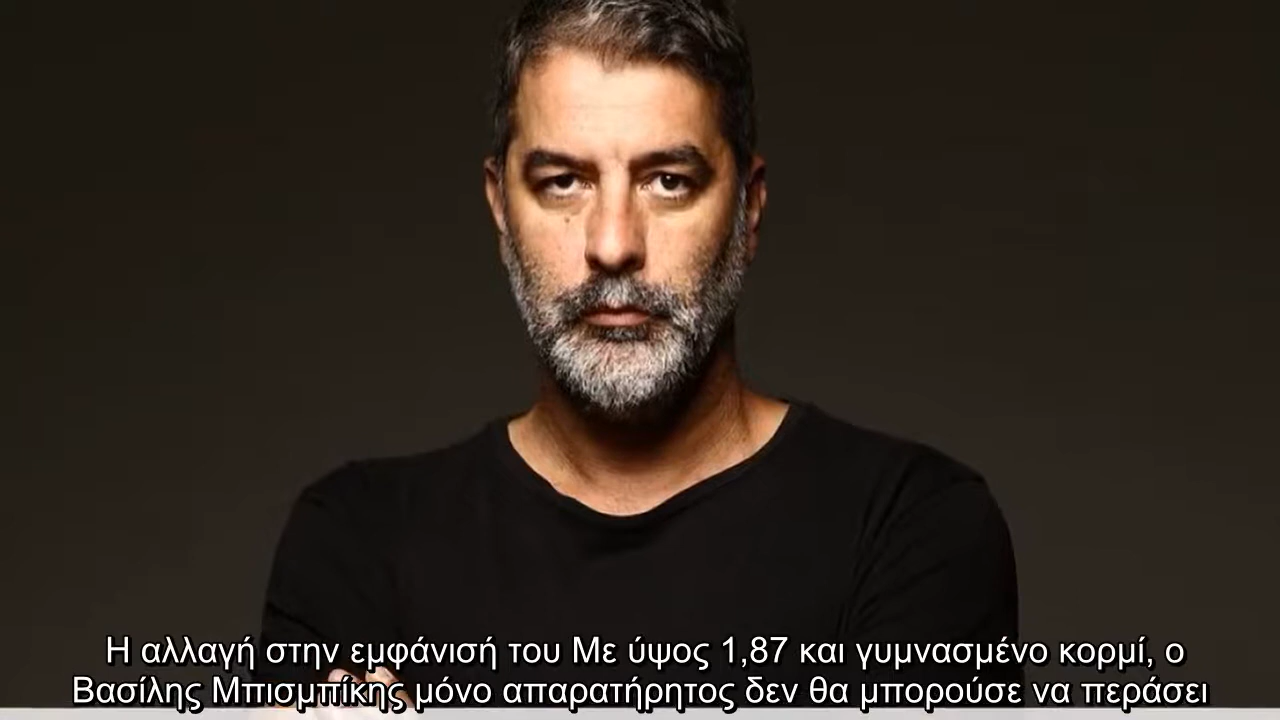 Η αλλαγή στην εμφάνισή του Με ύψος 1,87 και γυμνασμένο κορμί, ο
Βασίλης Μπισμπίκης μόνο απαρατήρητος δεν θα μπορούσε να περάσει